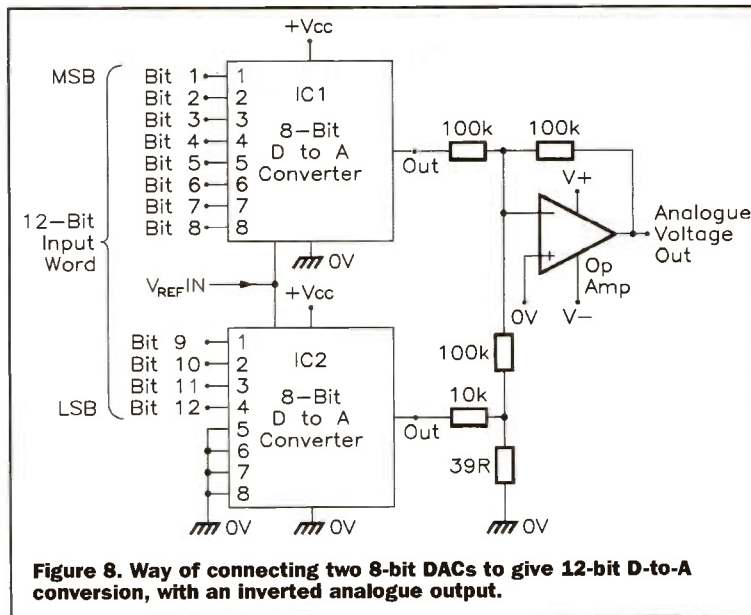 +Vcc
MSB
Bit 1 1
Bit 2 2
Bit 3 3
Bit 4 4
Bit 5 5
Bit 6 6
Bit 7 7
Bit 8 8
IC1
8-Bit
D to A
Converter
Out
100k
100k
V+
Analogue
Voltage
Out
Op
Amp
0V
V-
12-Bit
Input
Word
0V
VREFIN
+Vcc
Bit 9 1
Bit 10 2
Bit 11 3
LSB
Bit 12 4
5
6
7
8
IC2
8-Bit
D to A
Converter
Out
100k
10k
39R
0V
0V
0V
Figure 8. Way of connecting two 8-bit DACs to give 12-bit D-to-A
conversion, with an inverted analogue output.